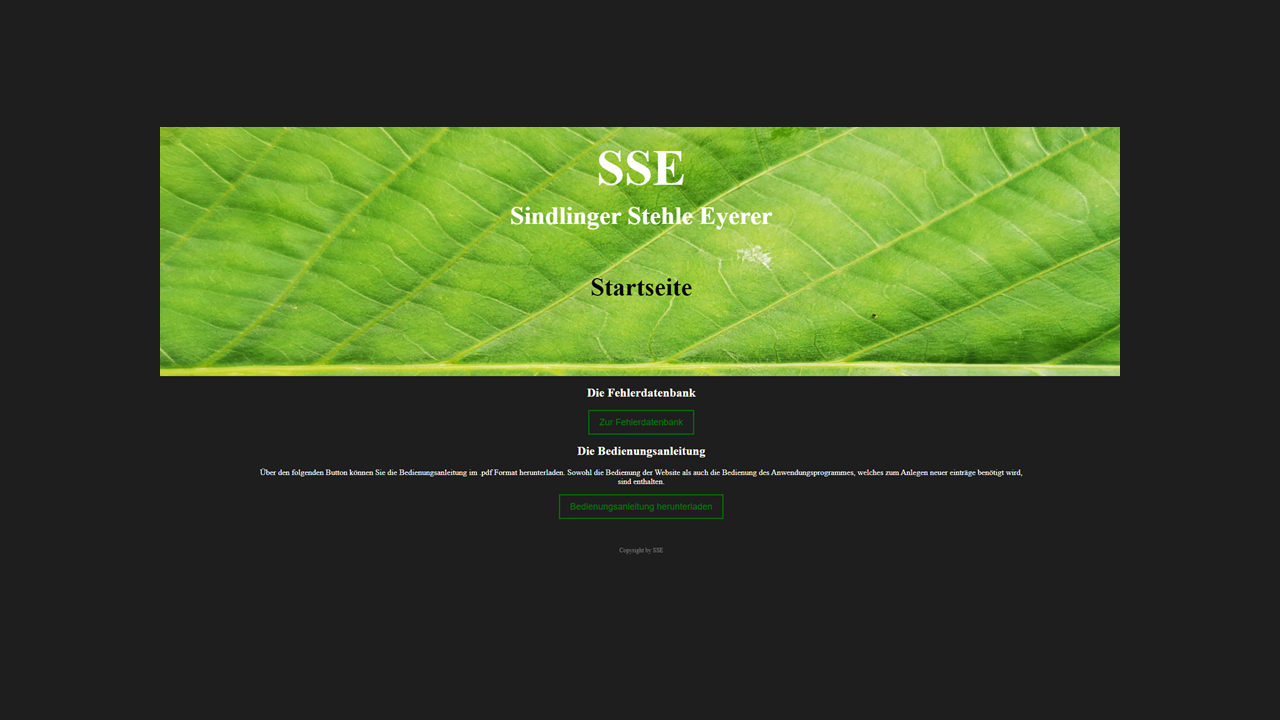 SSE
Sindlinger Stehle Eyerer
Startseite
Die Fehlerdatenbank
Zur Fehlerdatenbank
Die Bedienungsanleitung
Über den folgenden Button können Sie die Bedienungsanleitung im .pdf Format herunterladen. Sowohl die Bedienung der Website als auch die Bedienung des Anwendungsprogrammes, welches zum Anlegen neuer einträge benötigt wird,
sind enthalten.
Bedienungsanleitung herunterladen
Copyright by SSE